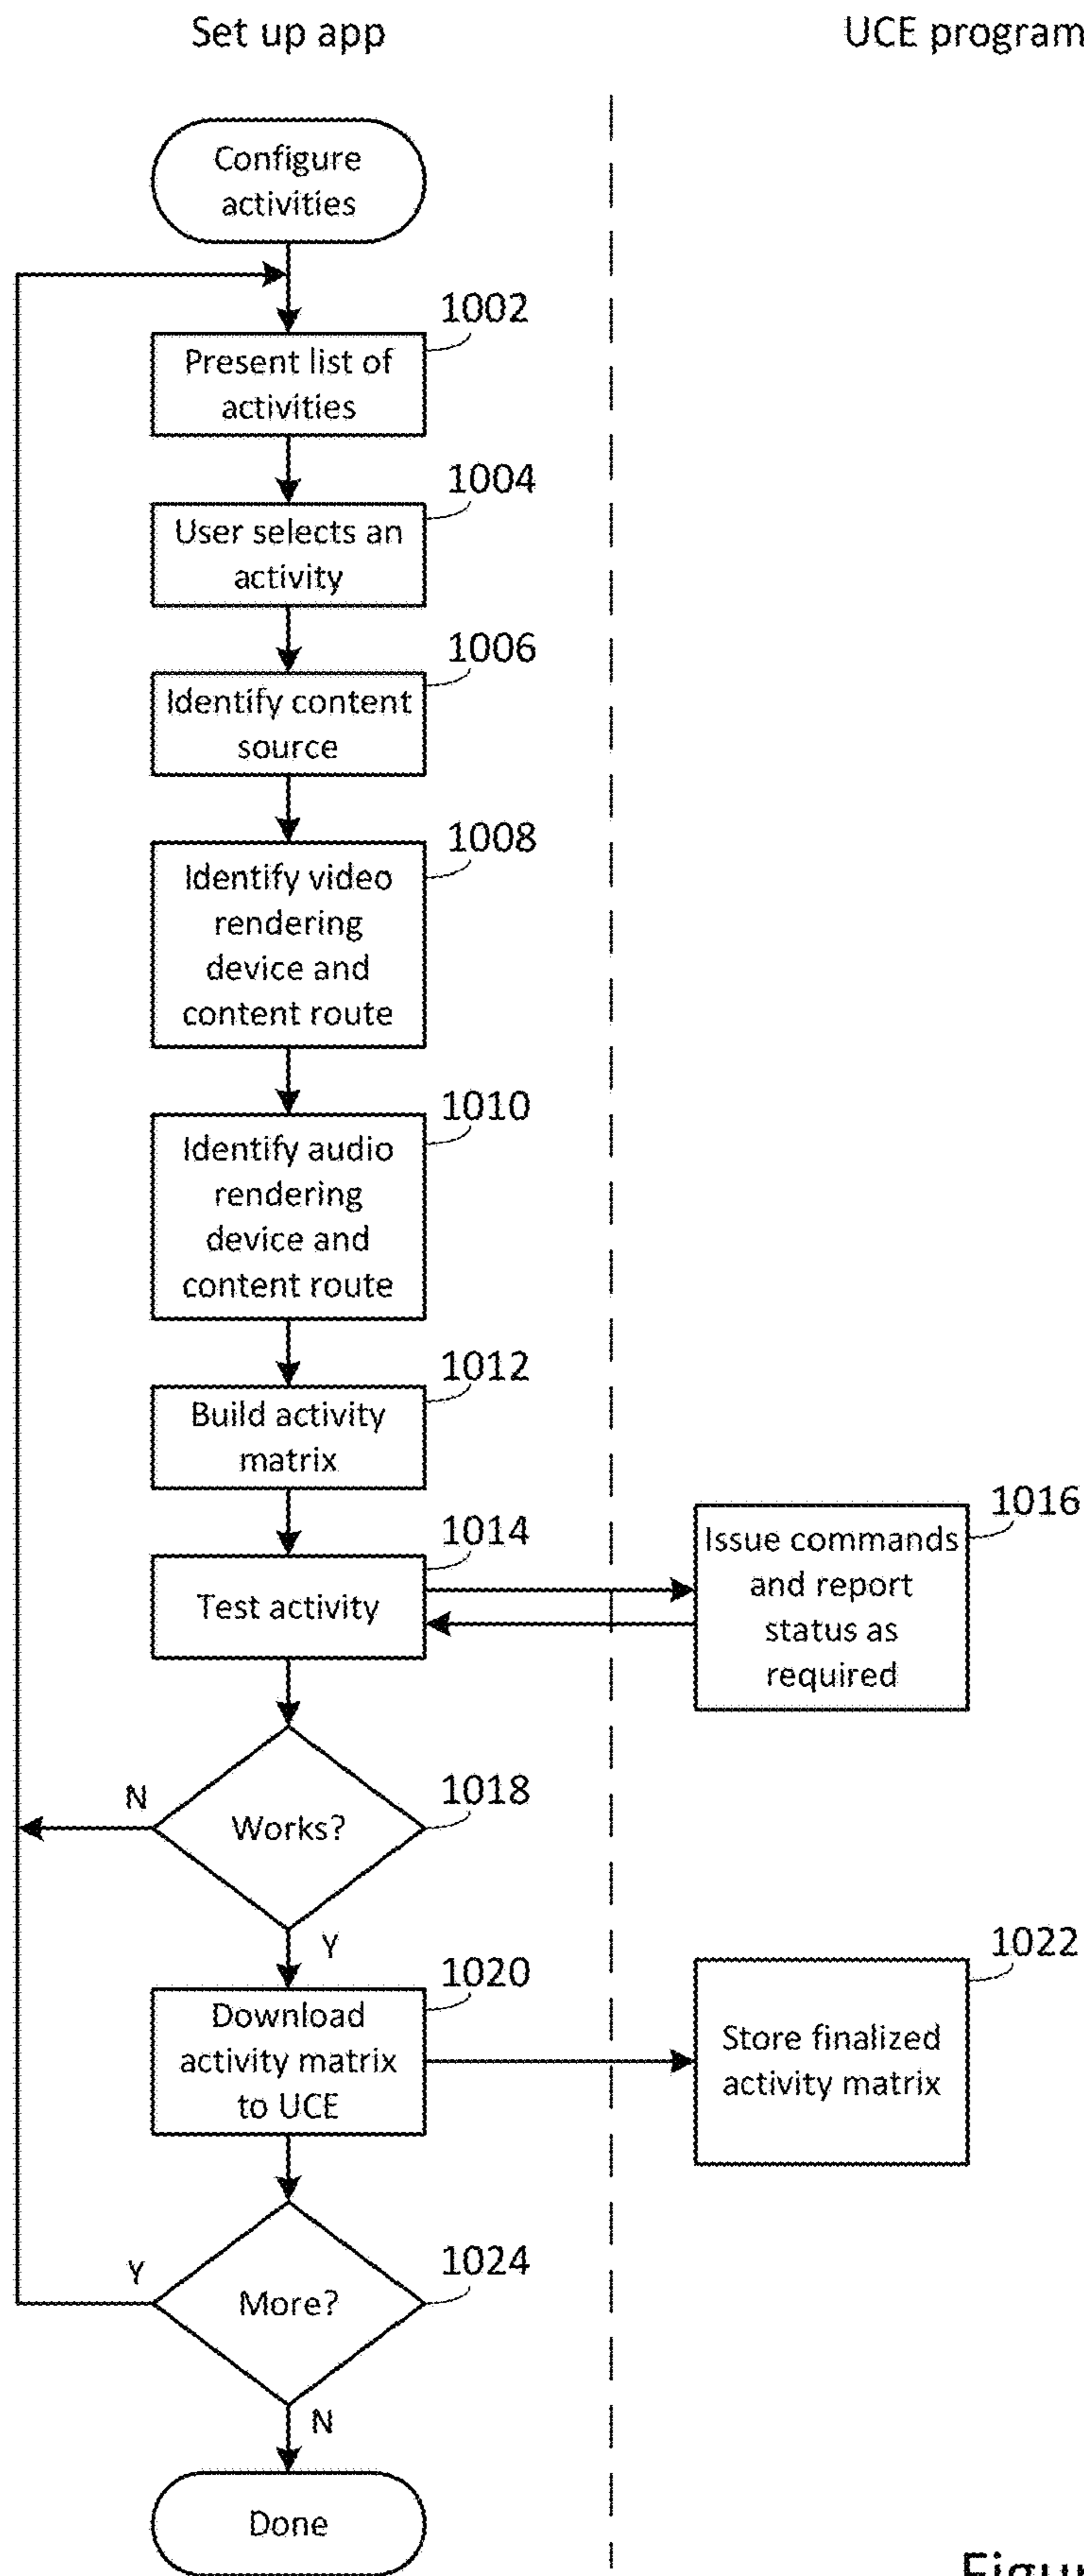 Set up app
UCE program
Configure
activities
1002
Present list of
activities
1004
User selects an
activity
1006
Identify content
source
1008
Identify video
rendering
device and
content route
1010
Identify audio
rendering
device and
content route
1012
Build activity
matrix
1014
Test activity
1016
Issue commands
and report
status as
required
N
Works?
1018
Y
1020
Download
activity matrix
to UCE
1022
Store finalized
activity matrix
Y
More?
1024
N
Done